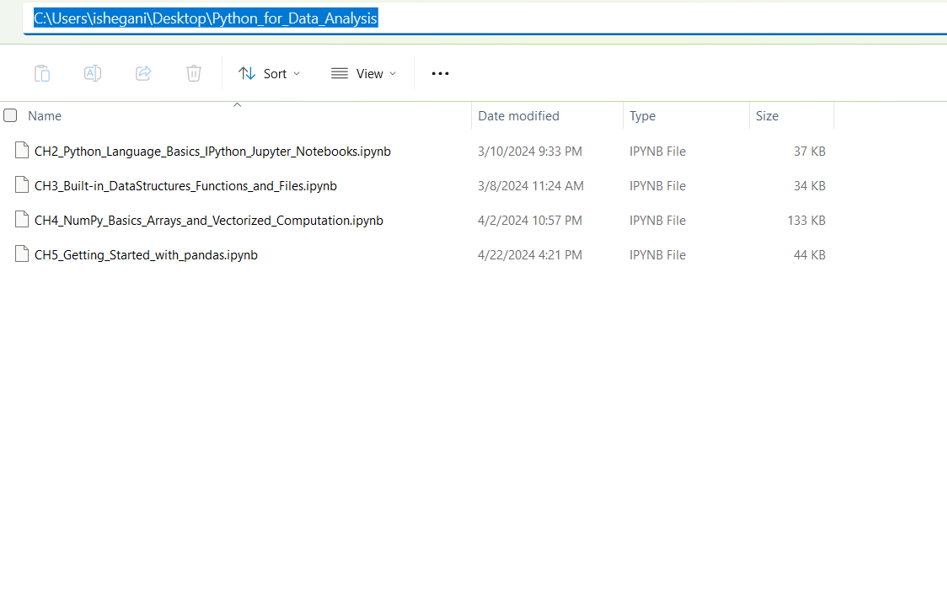 C:\Users\ishegani\Desktop\Python_for_Data_Analysis
Sort View
Name Date modified Type Size
CH2_Python_Language_Basics_IPython_Jupyter_Notebooks.ipynb 3/10/2024 9:33 PM IPYNB File 37 KB
CH3_Built-in_DataStructures_Functions_and_Files.ipynb 3/8/2024 11:24 AM IPYNB File 34 KB
CH4_NumPy_Basics_Arrays_and_Vectorized_Computation.ipynb 4/2/2024 10:57 PM IPYNB File 133 KB
CH5_Getting_Started_with_pandas.ipynb 4/22/2024 4:21 PM IPYNB File 44 KB